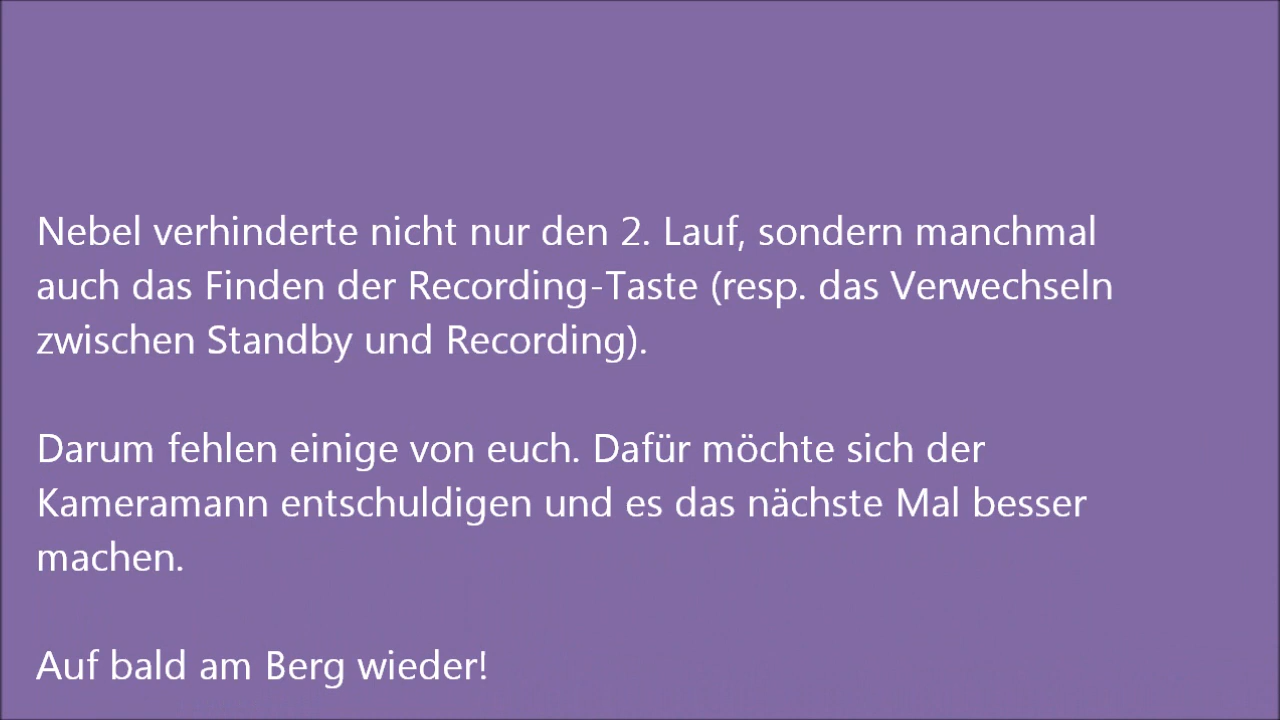 Nebel verhinderte nicht nur den 2. Lauf, sondern manchmal
auch das Finden der Recording-Taste (resp. das Verwechseln
zwischen Standby und Recording).
Darum fehlen einige von euch. Dafür möchte sich der
Kameramann entschuldigen und es das nächste Mal besser
machen.
Auf bald am Berg wieder!